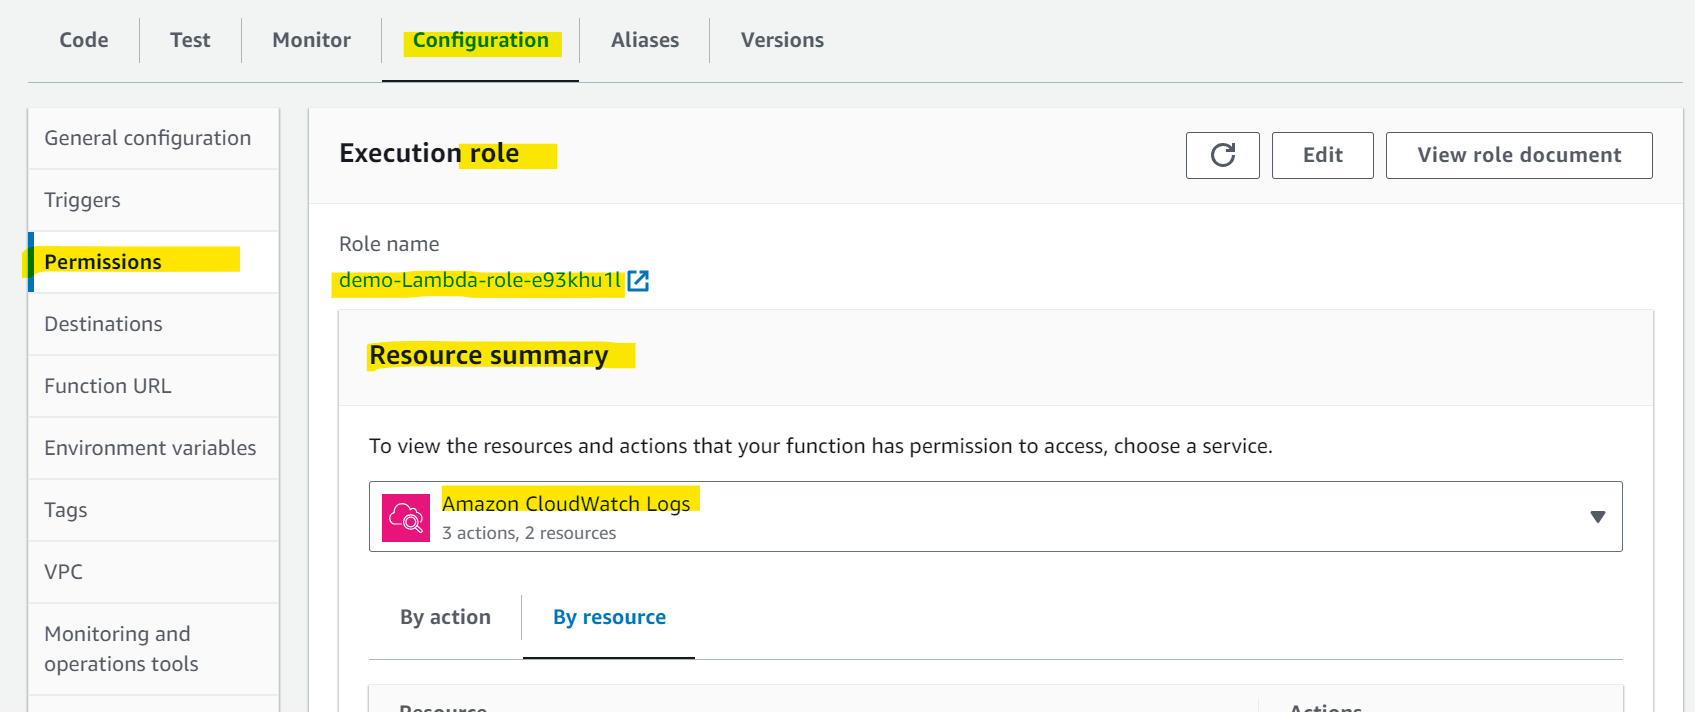 Code
Test
Monitor
Configuration
Aliases
Versions
General configuration
Triggers
Permissions
Destinations
Function URL
Environment variables
Tags
VPC
Monitoring and
operations tools
Execution role
Edit
View role document
Role name
demo-Lambda-role-e93khu1l
Resource summary
To view the resources and actions that your function has permission to access, choose a service.
Amazon CloudWatch Logs
3 actions, 2 resources
By action
By resource
Resource
Actions